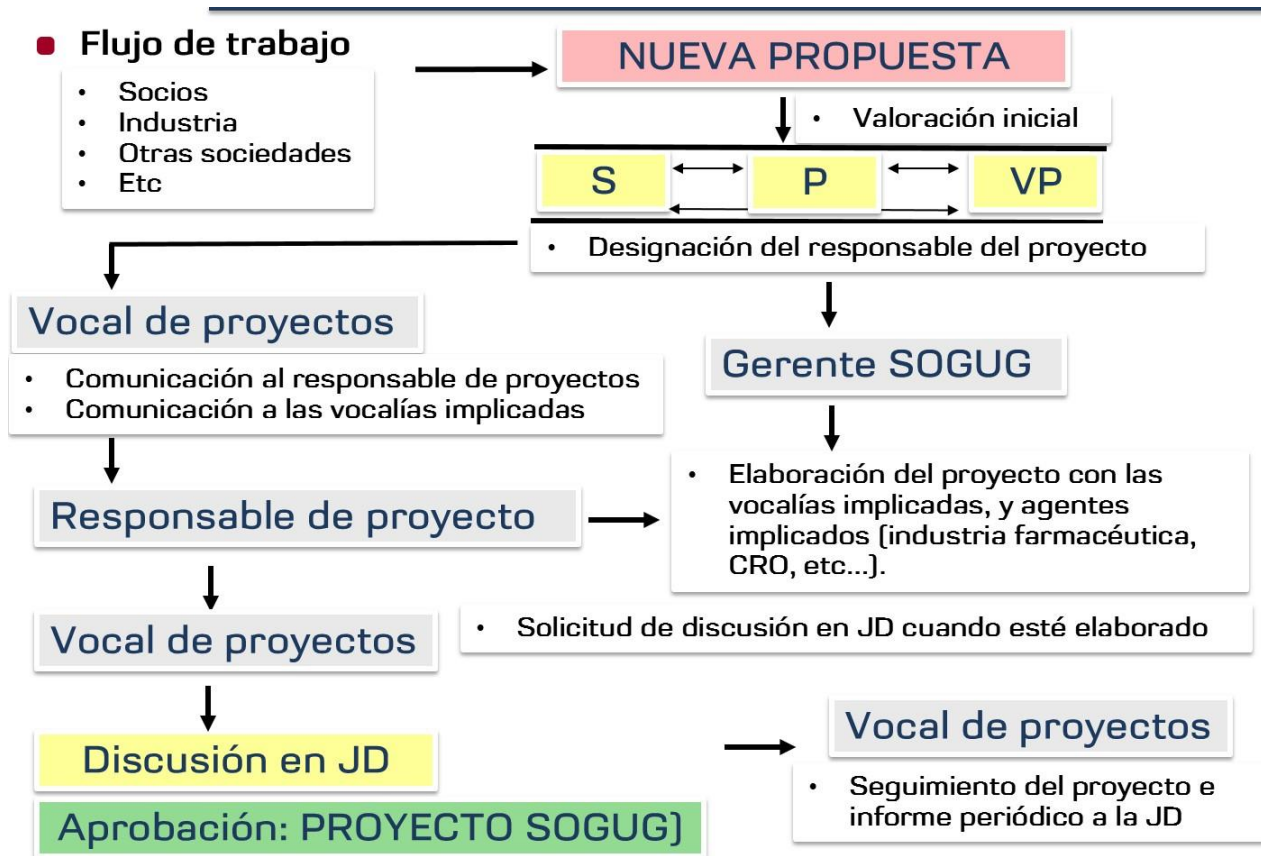 Flujo de trabajo
• Socios
• Industria
• Otras sociedades
• Etc
NUEVA PROPUESTA
• Valoración inicial
S
P
VP
• Designación del responsable del proyecto
Vocal de proyectos
• Comunicación al responsable de proyectos
• Comunicación a las vocalías implicadas
Gerente SOGUG
Responsable de proyecto
• Elaboración del proyecto con las
vocalías implicadas, y agentes
implicados (industria farmacéutica,
CRO, etc...).
Vocal de proyectos
• Solicitud de discusión en JD cuando esté elaborado
Discusión en JD
Aprobación: PROYECTO SOGUG)
Vocal de proyectos
• Seguimiento del proyecto e
informe periódico a la JD